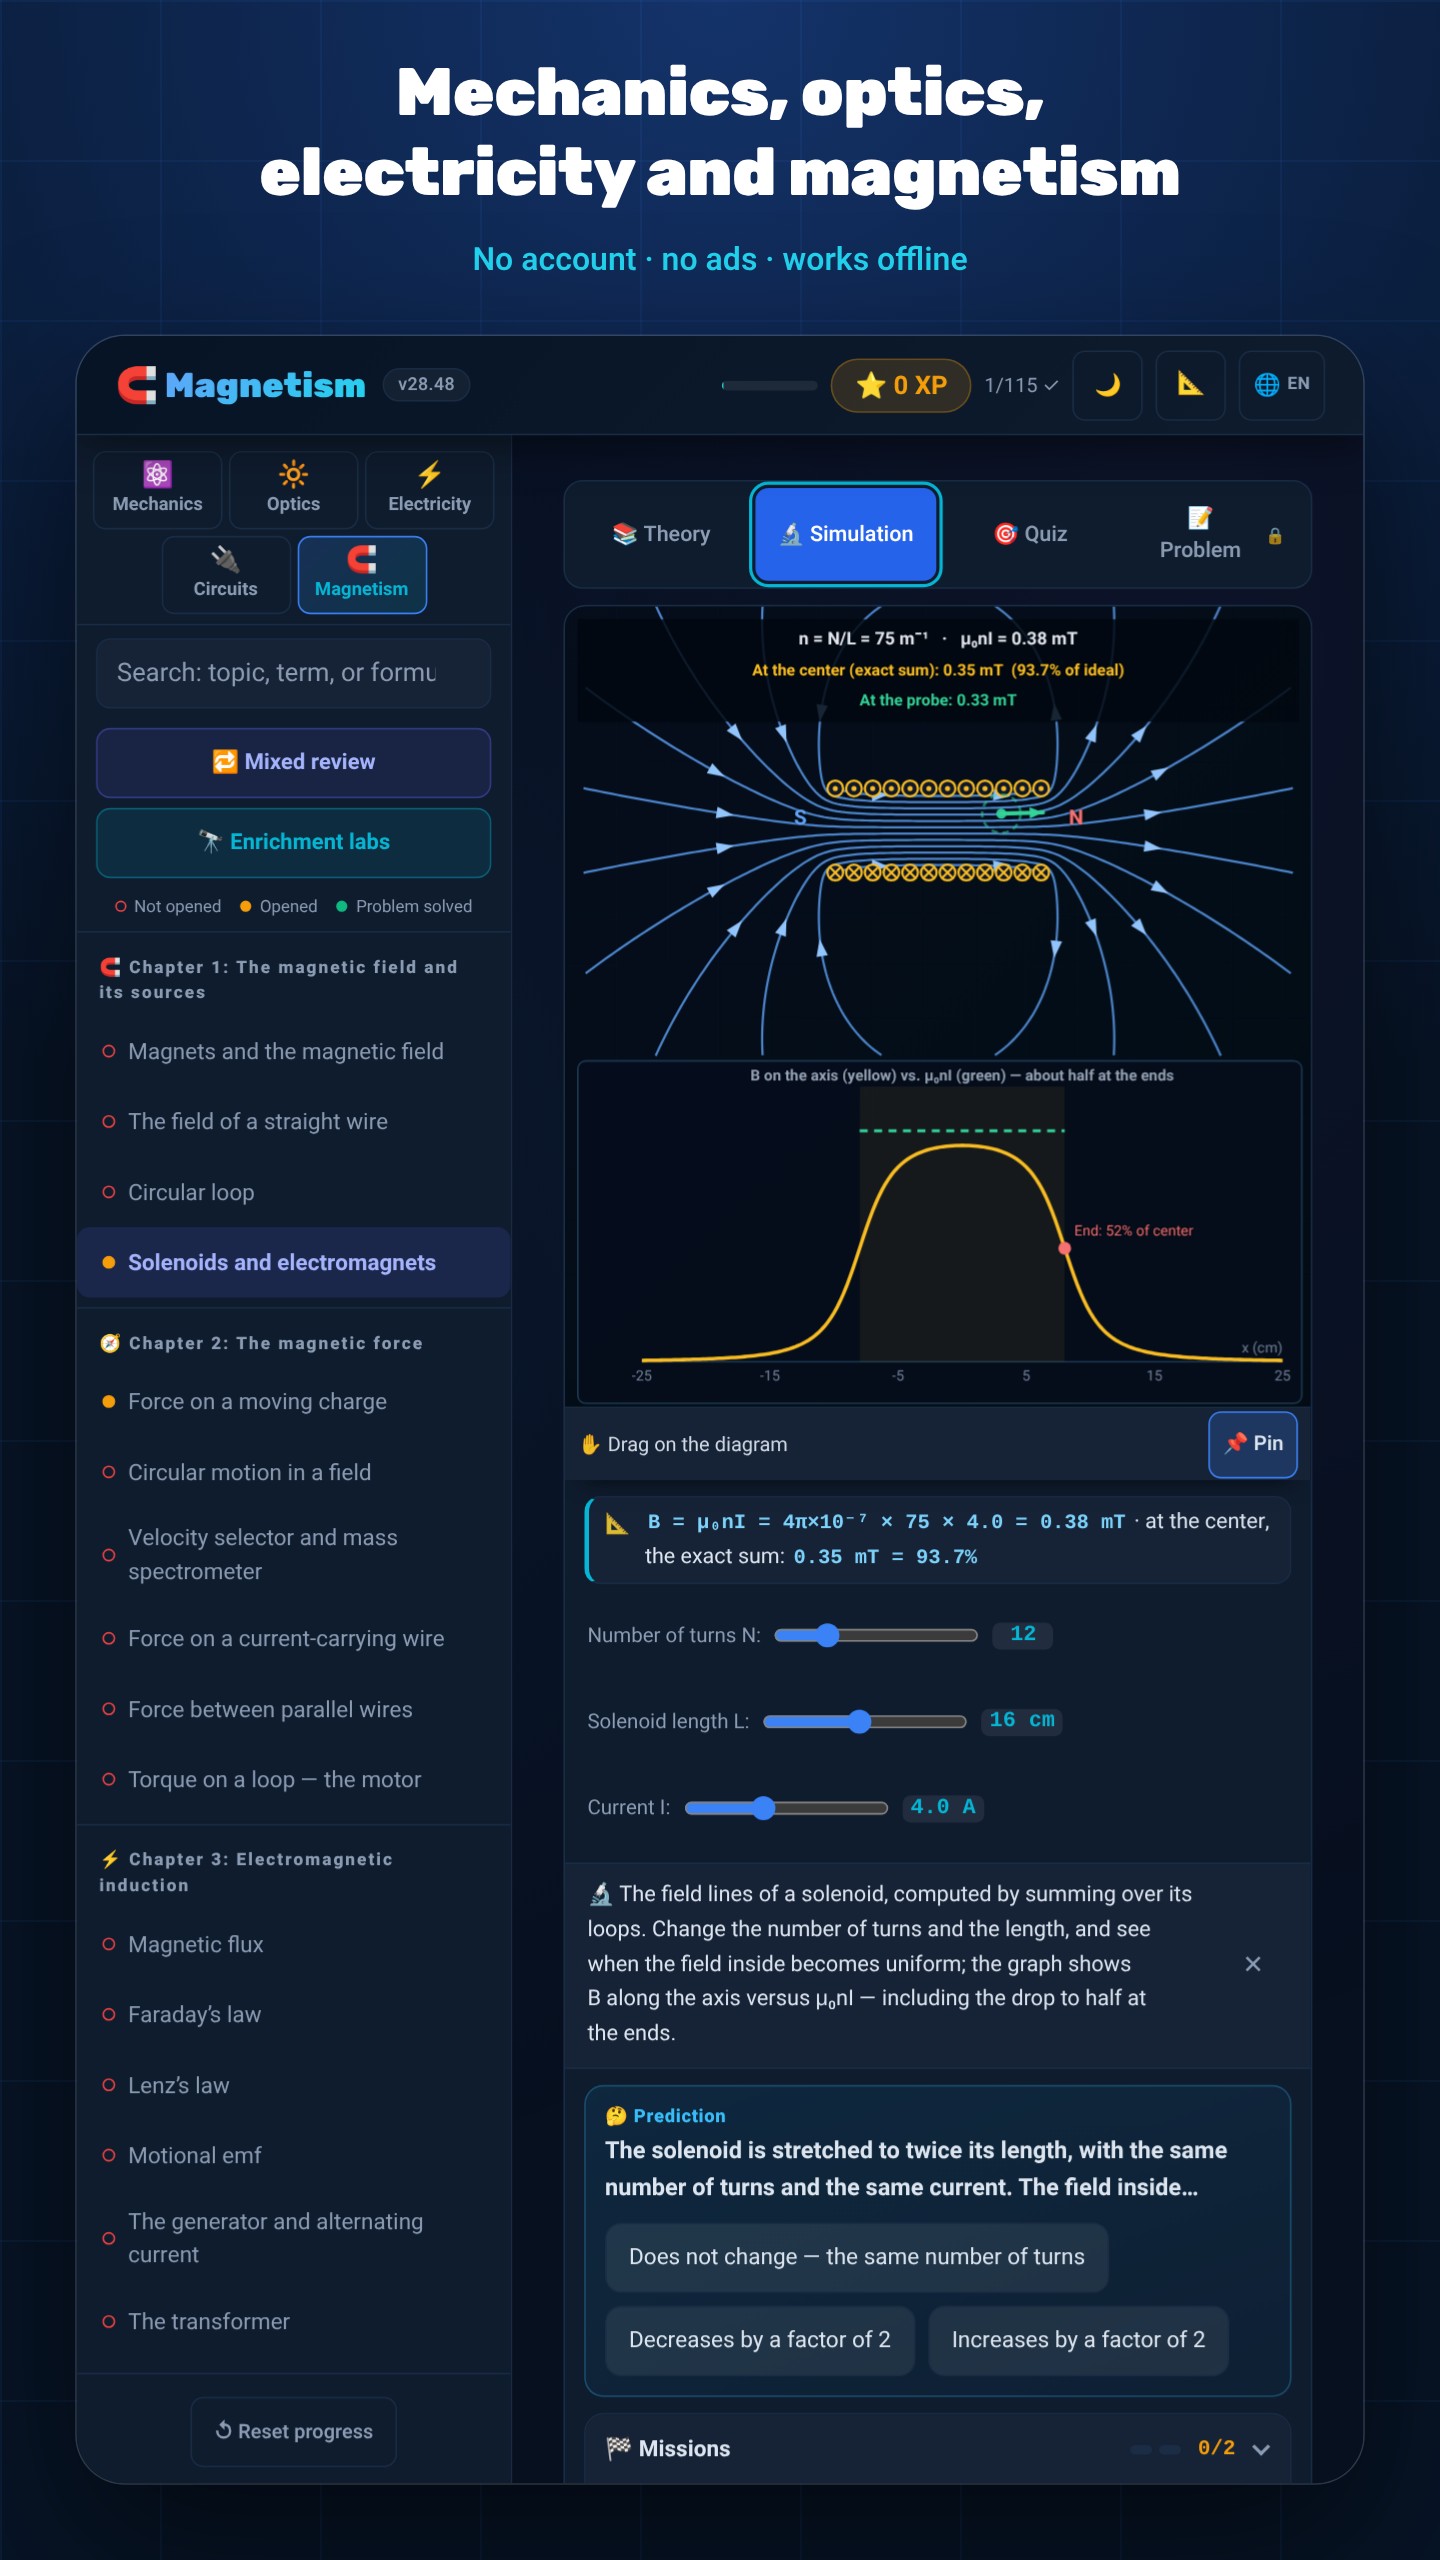 Mechanics, optics,
electricity and magnetism
No account · no ads · works offline
Magnetism
v28.48
0 XP
1/115 ✓
EN
Mechanics
Optics
Electricity
Circuits
Magnetism
Search: topic, term, or formu
Mixed review
Enrichment labs
Not opened
Opened
Problem solved
Chapter 1: The magnetic field and
its sources
Magnets and the magnetic field
The field of a straight wire
Circular loop
Solenoids and electromagnets
Chapter 2: The magnetic force
Force on a moving charge
Circular motion in a field
Velocity selector and mass
spectrometer
Force on a current-carrying wire
Force between parallel wires
Torque on a loop — the motor
Chapter 3: Electromagnetic
induction
Magnetic flux
Faraday’s law
Lenz’s law
Motional emf
The generator and alternating
current
The transformer
Reset progress
Theory
Simulation
Quiz
Problem
n = N/L = 75 m⁻¹ · μ₀nI = 0.38 mT
At the center (exact sum): 0.35 mT (93.7% of ideal)
At the probe: 0.33 mT
S
N
B on the axis (yellow) vs. μ₀nI (green) — about half at the ends
End: 52% of center
x (cm)
-25
-15
-5
5
15
25
Drag on the diagram
Pin
B = μ₀nI = 4π×10⁻⁷ × 75 × 4.0 = 0.38 mT · at the center,
the exact sum: 0.35 mT = 93.7%
Number of turns N:
12
Solenoid length L:
16 cm
Current I:
4.0 A
The field lines of a solenoid, computed by summing over its
loops. Change the number of turns and the length, and see
when the field inside becomes uniform; the graph shows
B along the axis versus μ₀nI — including the drop to half at
the ends.
✕
Prediction
The solenoid is stretched to twice its length, with the same
number of turns and the same current. The field inside…
Does not change — the same number of turns
Decreases by a factor of 2
Increases by a factor of 2
Missions
0/2